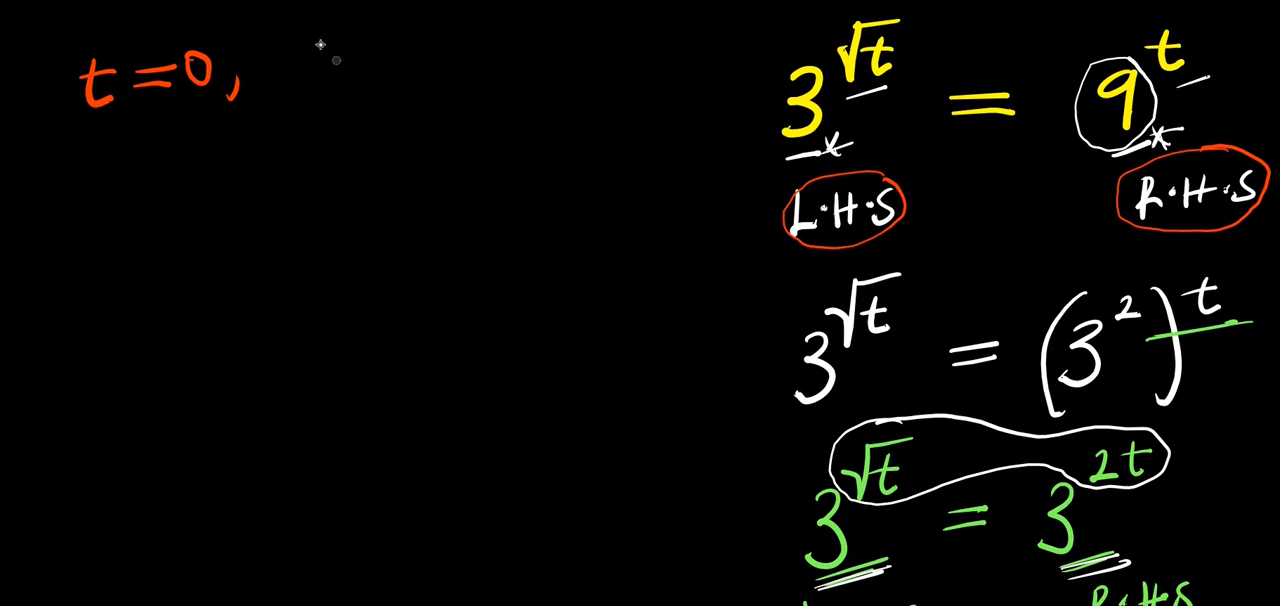 t = 0,
3^√t = 9^t
L.H.S R.H.S
3^√t = (3^2)^t
3^√t = 3^2t
R.H.S